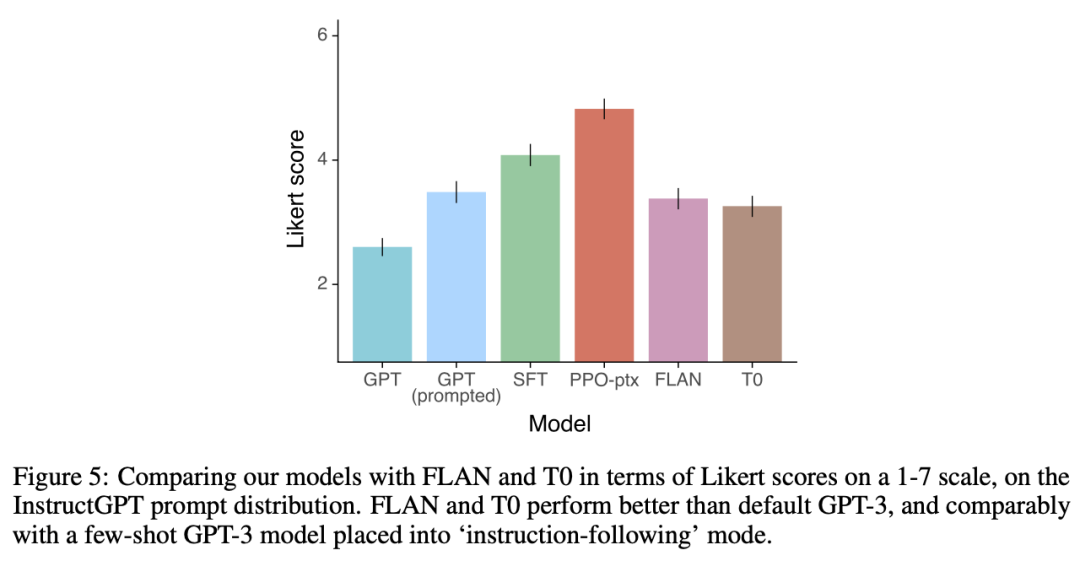 6
4
2
Likert score
GPT
GPT
(prompted)
SFT
PPO-ptx
FLAN
T0
Model
Figure 5: Comparing our models with FLAN and T0 in terms of Likert scores on a 1-7 scale, on the
InstructGPT prompt distribution. FLAN and T0 perform better than default GPT-3, and comparably
with a few-shot GPT-3 model placed into ‘instruction-following’ mode.